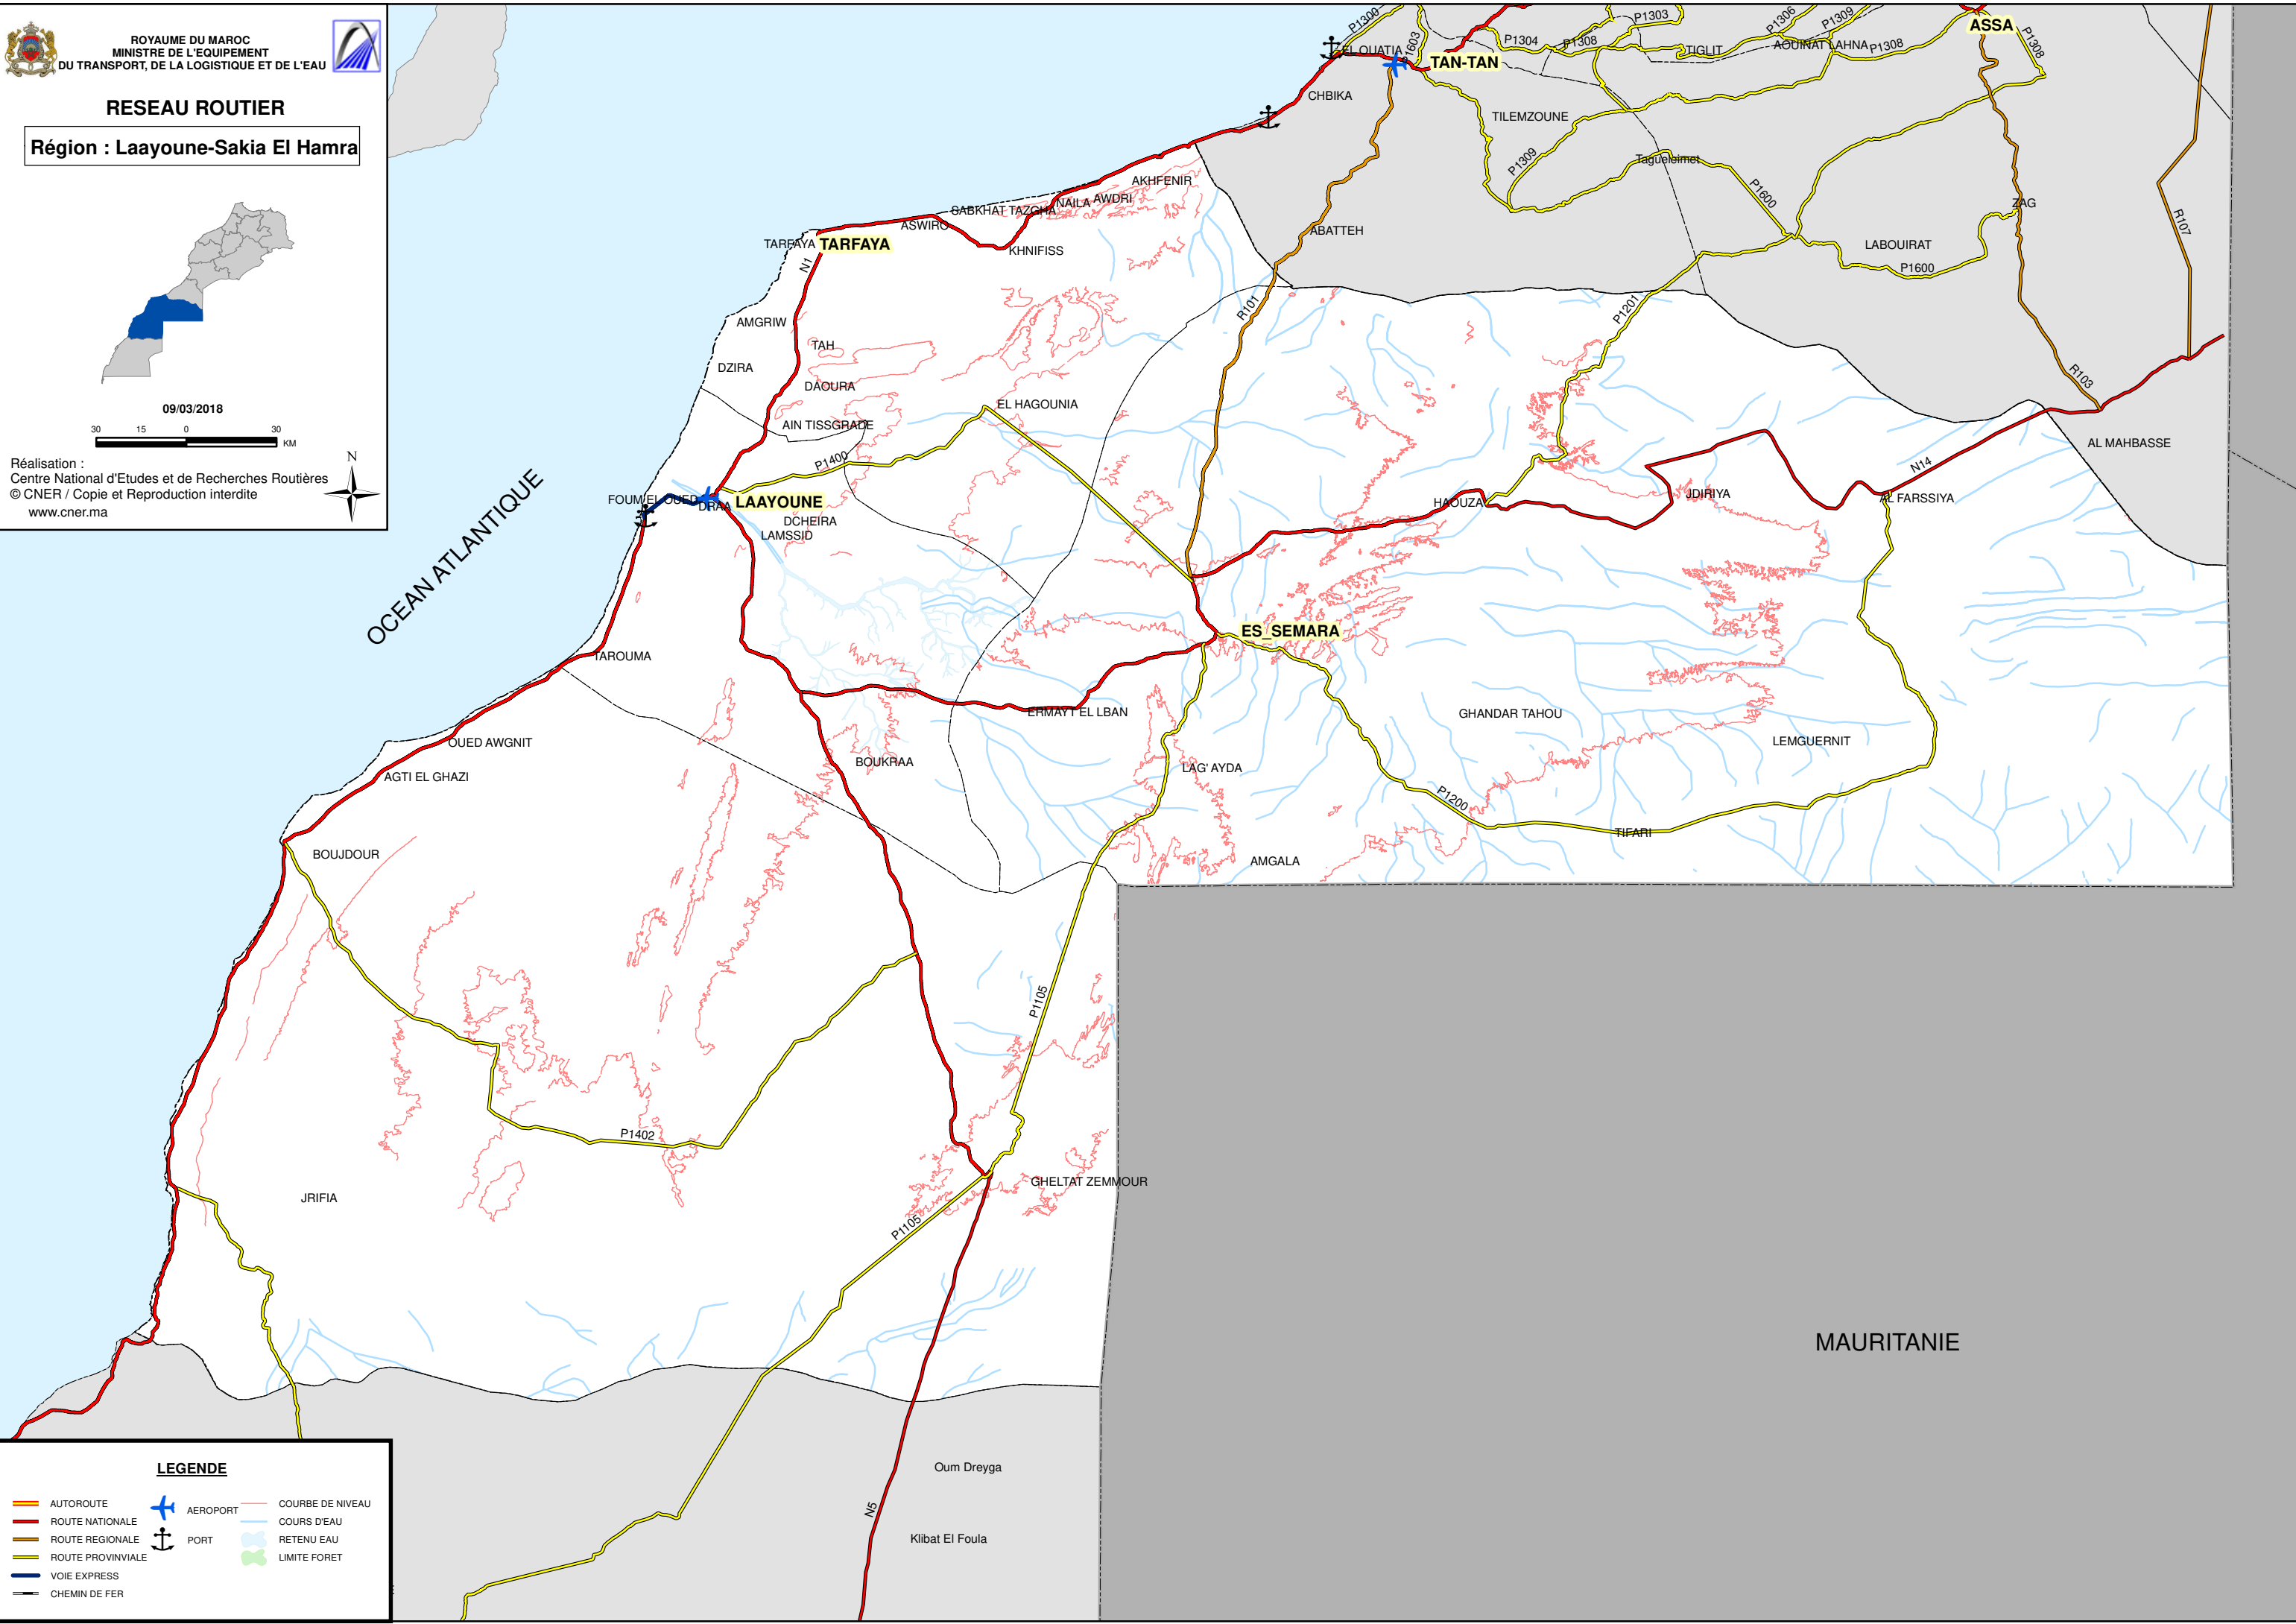 ROYAUME DU MAROC
MINISTRE DE L'EQUIPEMENT
DU TRANSPORT, DE LA LOGISTIQUE ET DE L'EAU
RESEAU ROUTIER
Région : Laayoune-Sakia El Hamra
09/03/2018
30 15 0 30
KM
Réalisation :
Centre National d'Etudes et de Recherches Routières
© CNER / Copie et Reproduction interdite
www.cner.ma
N
P1300
P1603
P1303
P1306
P1309
ASSA
P1308
EL OUATIA
TAN-TAN
P1304
P1308
TIGLIT
AOUINAT LAHNA
P1308
CHBIKA
TILEMZOUNE
P1309
Tagueleimet
P1600
AKHFENIR
AWDRI
NAILA
SABKHAT TAZGHA
ASWIRO
KHNIFISS
TARFAYA
TARFAYA
N1
ABATTEH
ZAG
R107
LABOUIRAT
P1600
AMGRIW
TAH
DZIRA
DAOURA
R101
P1201
R103
EL HAGOUNIA
AIN TISSGRADE
P1400
AL MAHBASSE
N14
FOUM EL OUED
DRAA
LAAYOUNE
DCHEIRA
LAMSSID
HAOUZA
JDIRIYA
AL FARSSIYA
OCEAN ATLANTIQUE
ES_SEMARA
TAROUMA
ERMAYT EL LBAN
GHANDAR TAHOU
OUED AWGNIT
LEMGUERNIT
BOUKRAA
LAG' AYDA
AGTI EL GHAZI
P1200
TIFARI
BOUJDOUR
AMGALA
P1105
P1402
GHELTAT ZEMMOUR
JRIFIA
P1105
MAURITANIE
Oum Dreyga
N5
Klibat El Foula
LEGENDE
AUTOROUTE
ROUTE NATIONALE
ROUTE REGIONALE
ROUTE PROVINVIALE
VOIE EXPRESS
CHEMIN DE FER
AEROPORT
PORT
COURBE DE NIVEAU
COURS D'EAU
RETENU EAU
LIMITE FORET